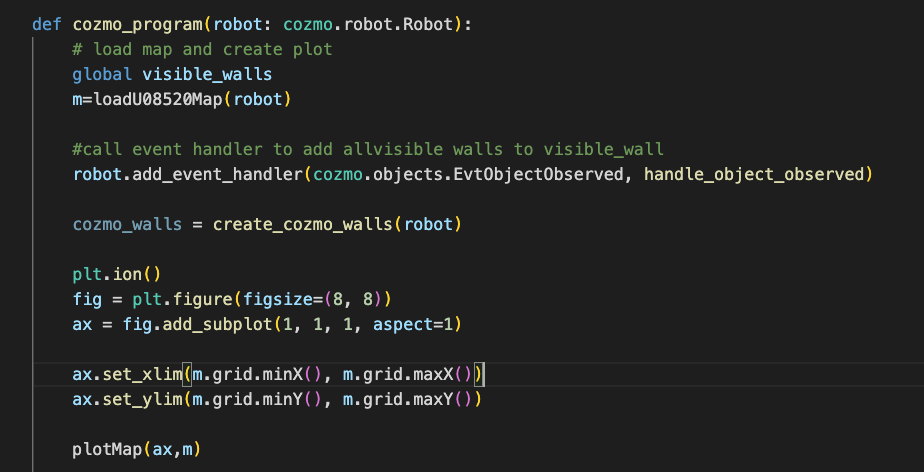 def cozmo_program(robot: cozmo.robot.Robot):
# load map and create plot
global visible_walls
m=loadU08520Map(robot)
#call event handler to add allvisible walls to visible_wall
robot.add_event_handler(cozmo.objects.EvtObjectObserved, handle_object_observed)
cozmo_walls = create_cozmo_walls(robot)
plt.ion()
fig = plt.figure(figsize=(8, 8))
ax = fig.add_subplot(1, 1, 1, aspect=1)
ax.set_xlim(m.grid.minX(), m.grid.maxX())
ax.set_ylim(m.grid.minY(), m.grid.maxY())
plotMap(ax,m)